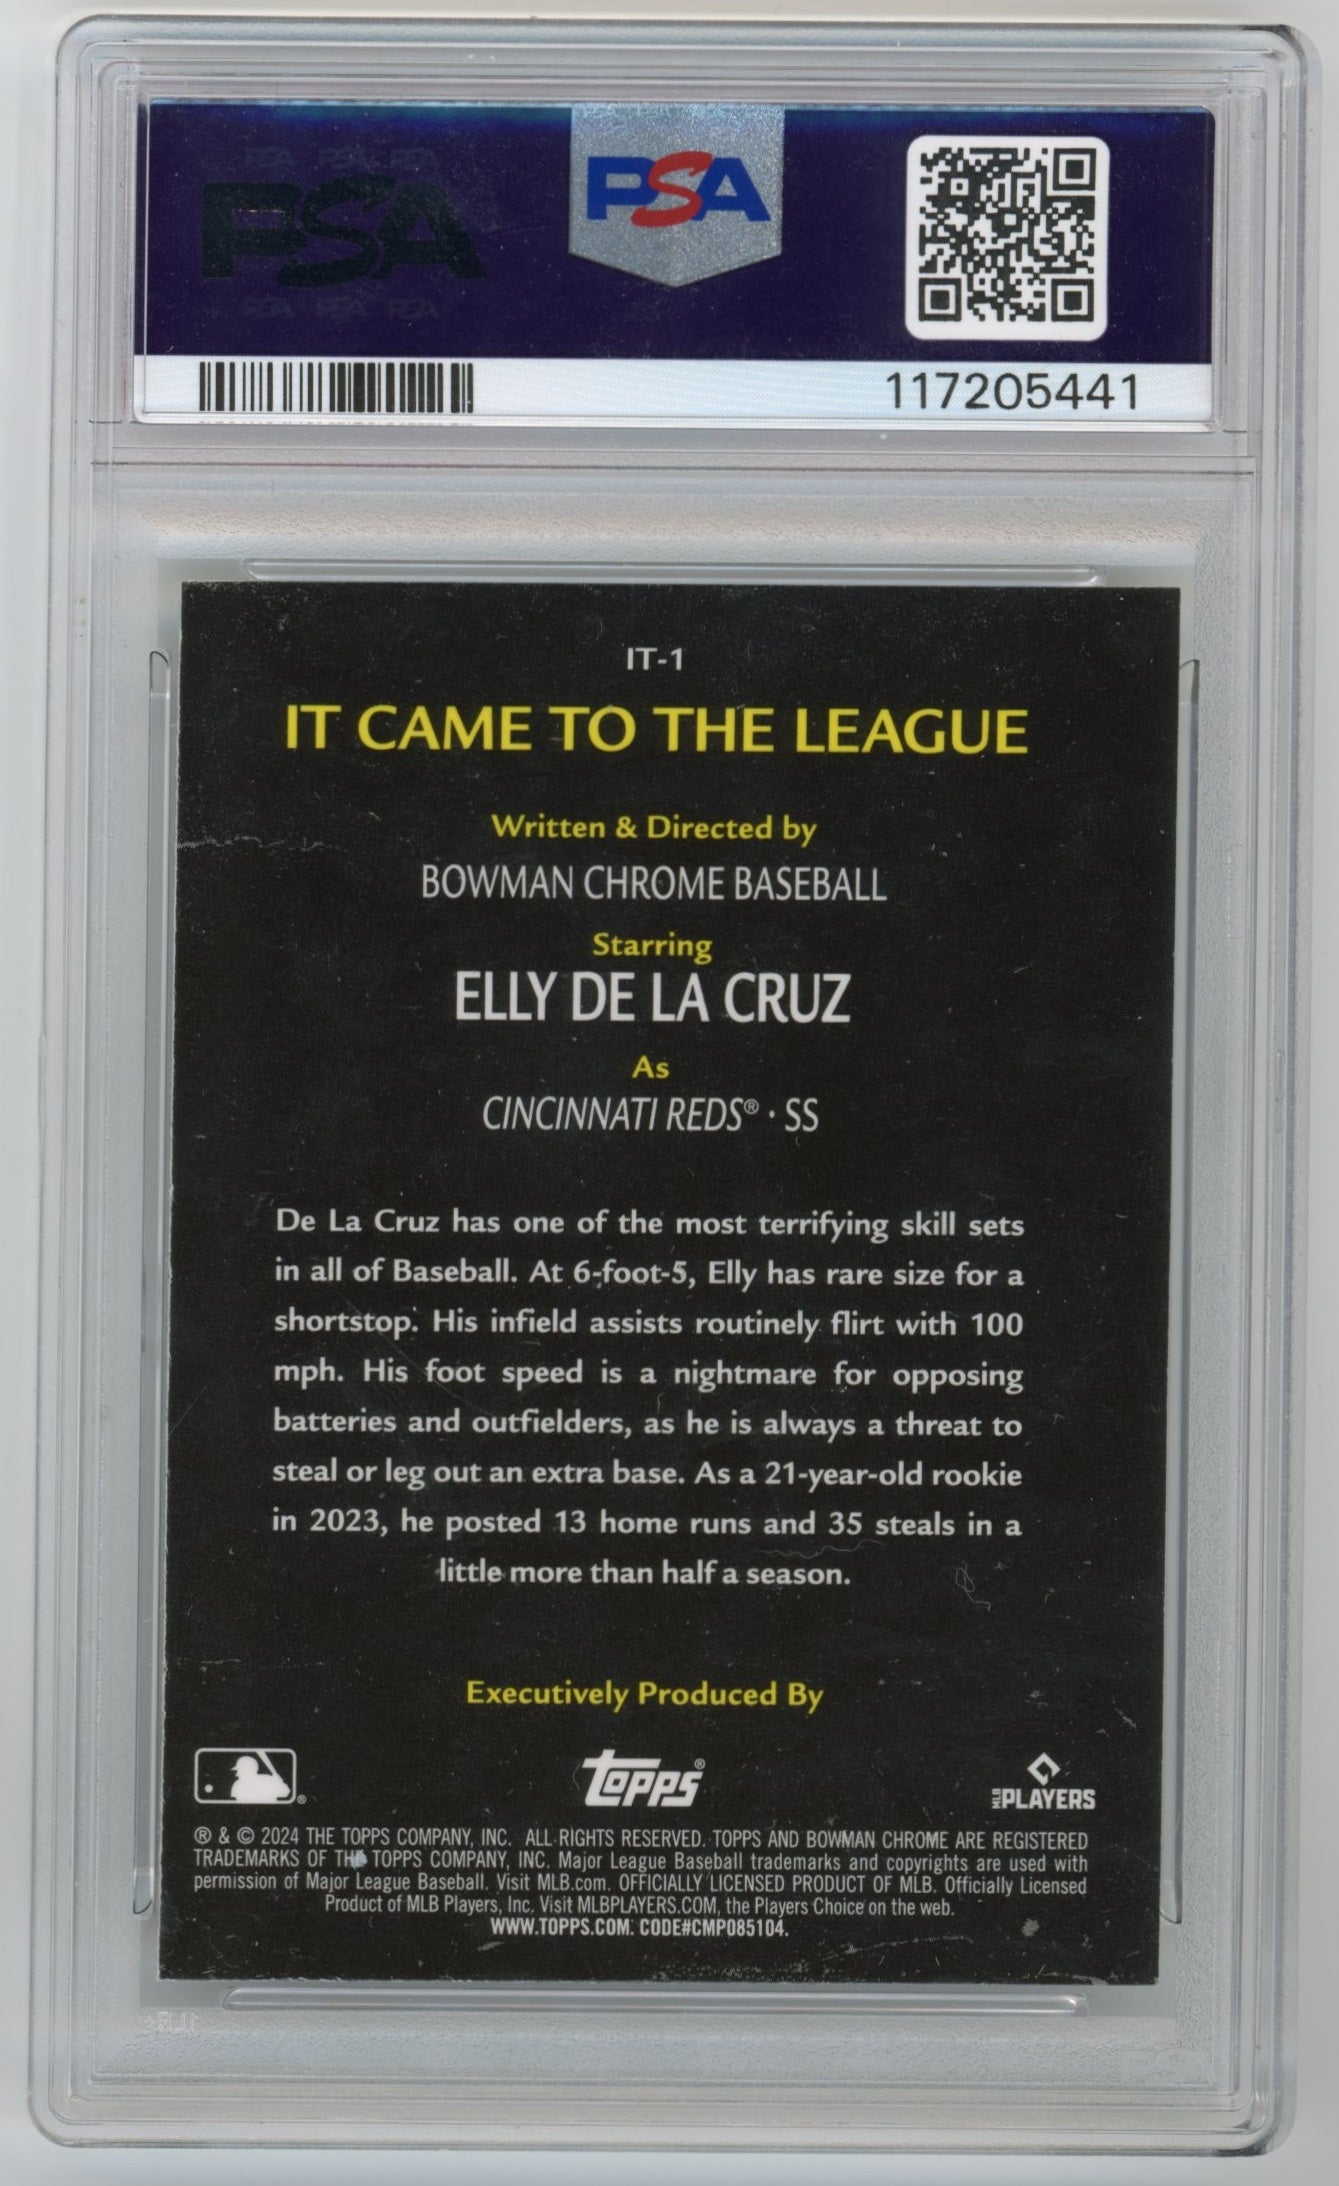 PSA PSA PSA
PSA
PSA PSA PSA
PSA
117205441
IT-1
IT CAME TO THE LEAGUE
Written & Directed by
BOWMAN CHROME BASEBALL
Starring
ELLY DE LA CRUZ
As
CINCINNATI REDS® · SS
De La Cruz has one of the most terrifying skill sets
in all of Baseball. At 6-foot-5, Elly has rare size for a
shortstop. His infield assists routinely flirt with 100
mph. His foot speed is a nightmare for opposing
batteries and outfielders, as he is always a threat to
steal or leg out an extra base. As a 21-year-old rookie
in 2023, he posted 13 home runs and 35 steals in a
little more than half a season.
Executively Produced By
®
topps®
MLB PLAYERS
® & © 2024 THE TOPPS COMPANY, INC. ALL RIGHTS RESERVED. TOPPS AND BOWMAN CHROME ARE REGISTERED
TRADEMARKS OF THE TOPPS COMPANY, INC. Major League Baseball trademarks and copyrights are used with
permission of Major League Baseball. Visit MLB.com. OFFICIALLY LICENSED PRODUCT OF MLB. Officially Licensed
Product of MLB Players, Inc. Visit MLBPLAYERS.COM, the Players Choice on the web.
WWW.TOPPS.COM. CODE#CMP085104.